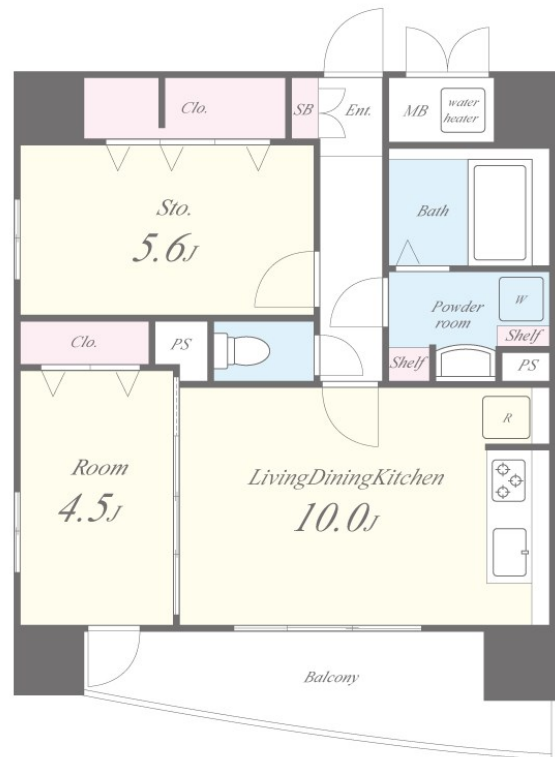 Clo.
SB
Ent.
MB
water
heater
Sto.
5.6J
Bath
Powder
room
W
Shelf
Clo.
PS
Shelf
PS
R
Room
4.5J
LivingDiningKitchen
10.0J
Balcony